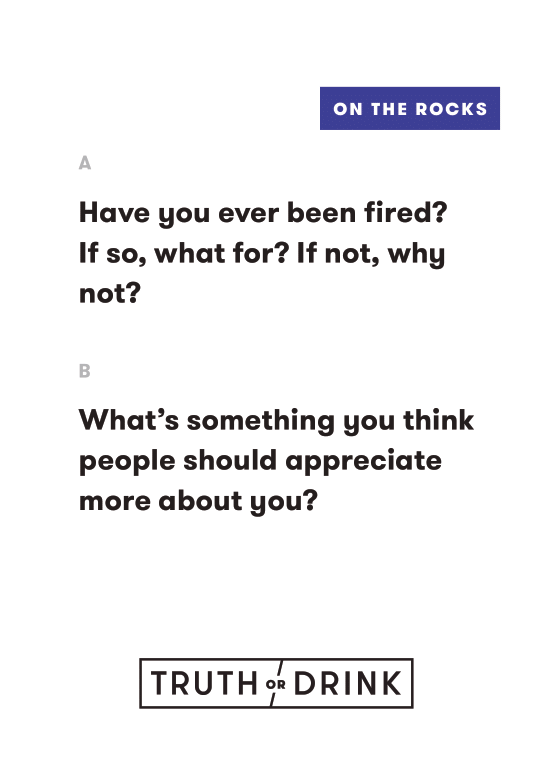 ON THE ROCKS
A
Have you ever been fired?
If so, what for? If not, why
not?
B
What’s something you think
people should appreciate
more about you?
TRUTH OR DRINK